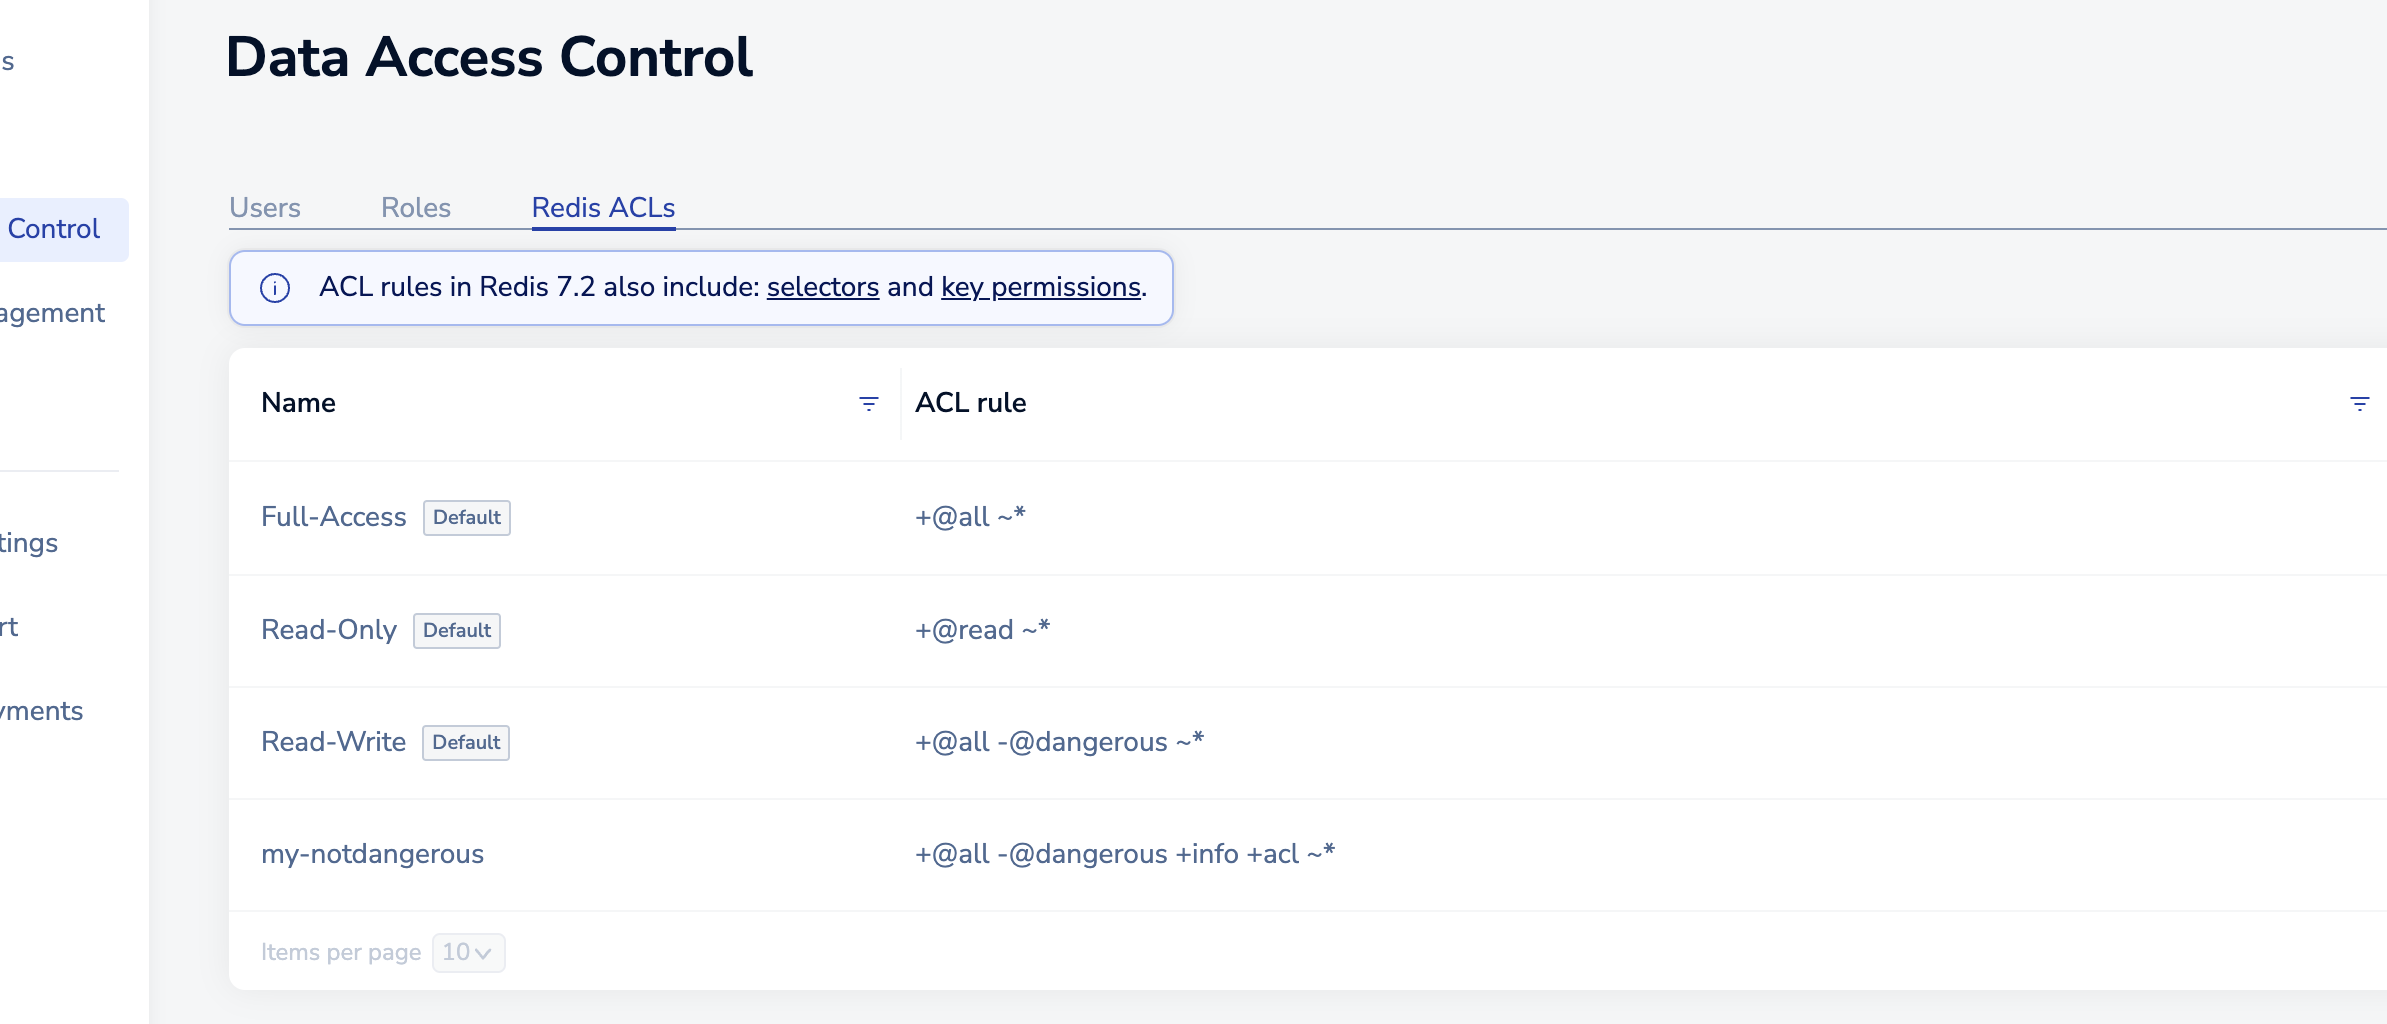 Data Access Control
s
Control
agement
tings
rt
yments
Users Roles Redis ACLs
ACL rules in Redis 7.2 also include: selectors and key permissions.
Name ACL rule
Full-Access Default +@all ~*
Read-Only Default +@read ~*
Read-Write Default +@all -@dangerous ~*
my-notdangerous +@all -@dangerous +info +acl ~*
Items per page 10